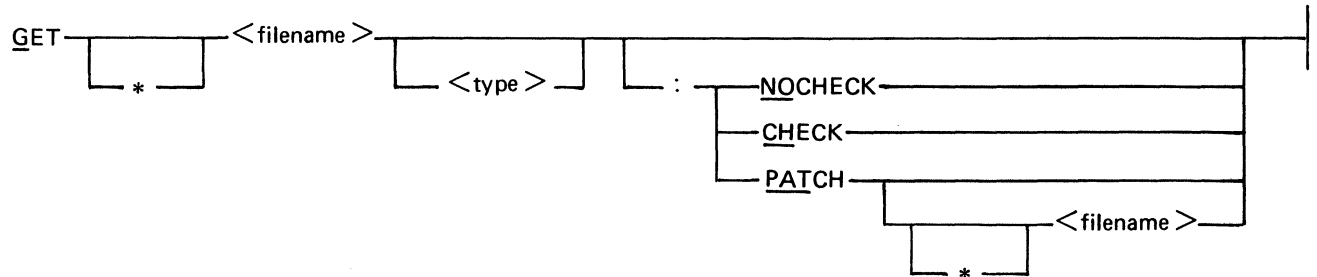 GET <filename>
* <type> : NOCHECK
CHECK
PATCH
<filename>
*